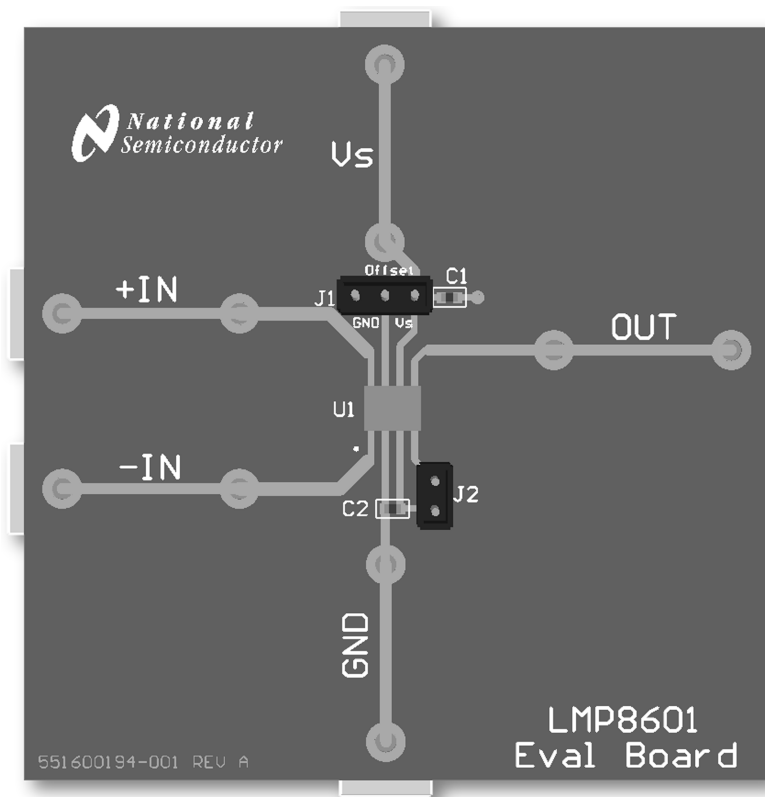 National
Semiconductor
Vs
Offset
C1
+IN
J1
GND Vs
OUT
U1
-IN
J2
C2
GND
LMP8601
551600194-001 REV A
Eval Board